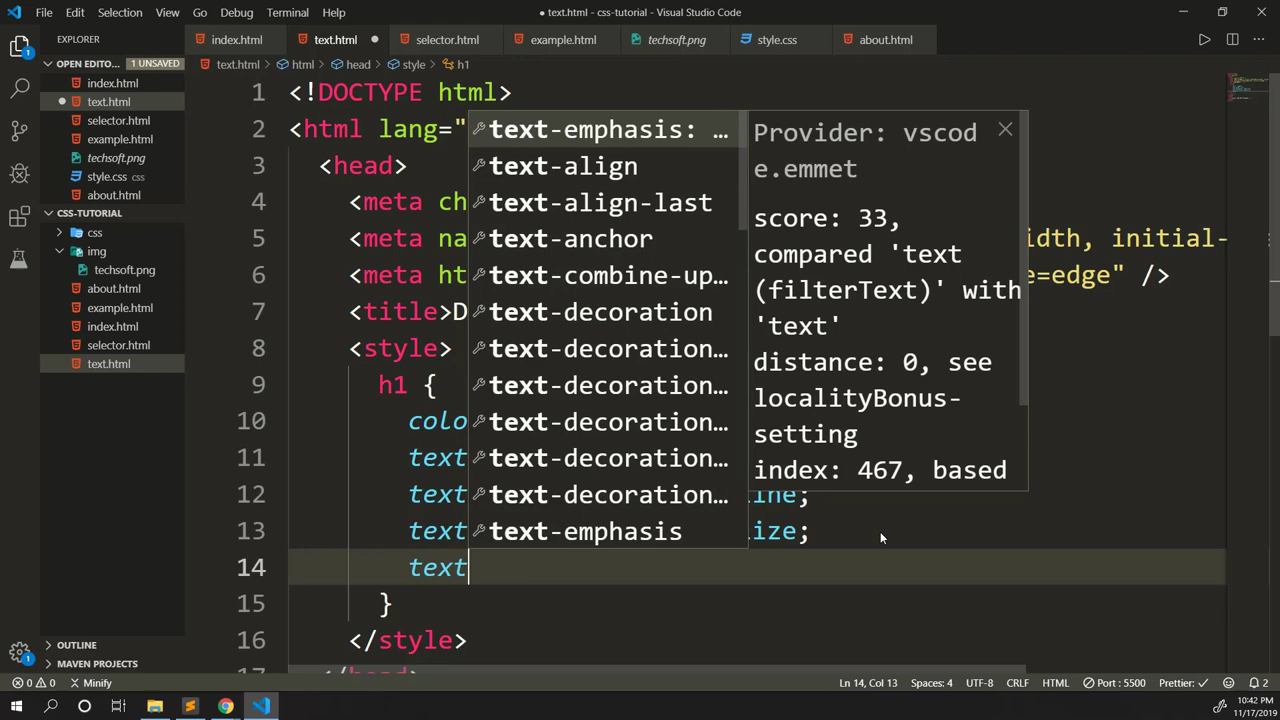 File Edit Selection View Go Debug Terminal Help
● text.html - css-tutorial - Visual Studio Code
EXPLORER
index.html text.html selector.html example.html techsoft.png style.css about.html
OPEN EDITO... 1 UNSAVED
text.html > html > head > style > h1
index.html
text.html
selector.html
example.html
techsoft.png
style.css css
about.html
CSS-TUTORIAL
css
img
techsoft.png
about.html
example.html
index.html
selector.html
text.html
OUTLINE
MAVEN PROJECTS
1 <!DOCTYPE html>
2 <html lang="
3 <head>
4 <meta ch
5 <meta na idth, initial-
6 <meta ht e=edge" />
7 <title>D
8 <style>
9 h1 {
10 colo
11 text
12 text line;
13 text lize;
14 text
15 }
16 </style>
17 </head>
text-emphasis: ...
text-align
text-align-last
text-anchor
text-combine-up...
text-decoration
text-decoration...
text-decoration...
text-decoration...
text-decoration...
text-decoration...
text-emphasis
Provider: vscod
e.emmet
score: 33,
compared 'text
(filterText)' with
'text'
distance: 0, see
localityBonus-
setting
index: 467, based
0 0 Minify Ln 14, Col 13 Spaces: 4 UTF-8 CRLF HTML Port : 5500 Prettier: ✓ 2
10:42 PM
11/17/2019